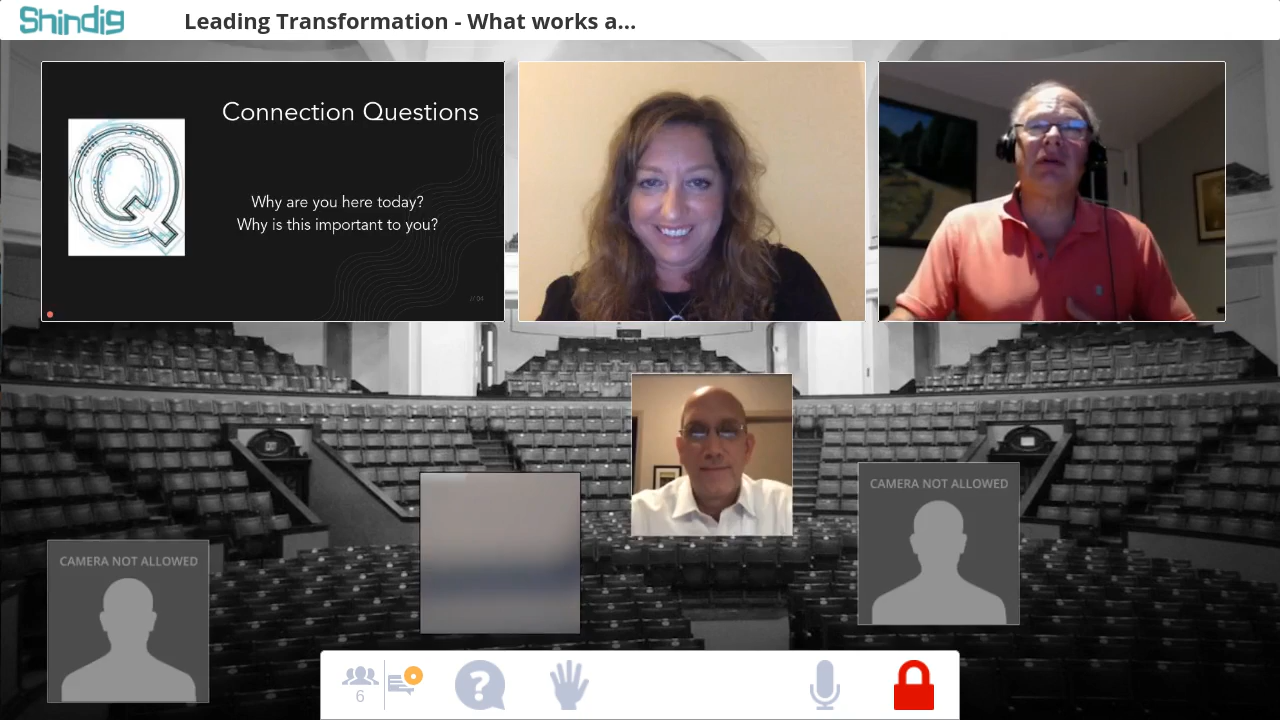 Shindig
Leading Transformation - What works a...
Connection Questions
Q
Why are you here today?
Why is this important to you?
CAMERA NOT ALLOWED
CAMERA NOT ALLOWED
6
?